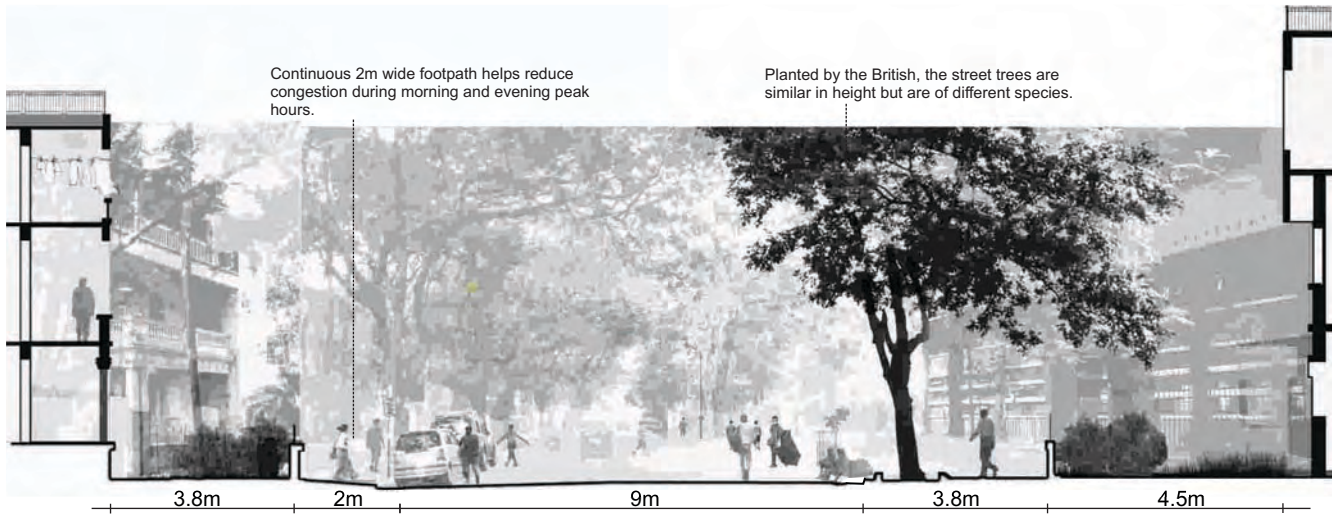 Continuous 2m wide footpath helps reduce
congestion during morning and evening peak
hours.
Planted by the British, the street trees are
similar in height but are of different species.
3.8m
2m
9m
3.8m
4.5m